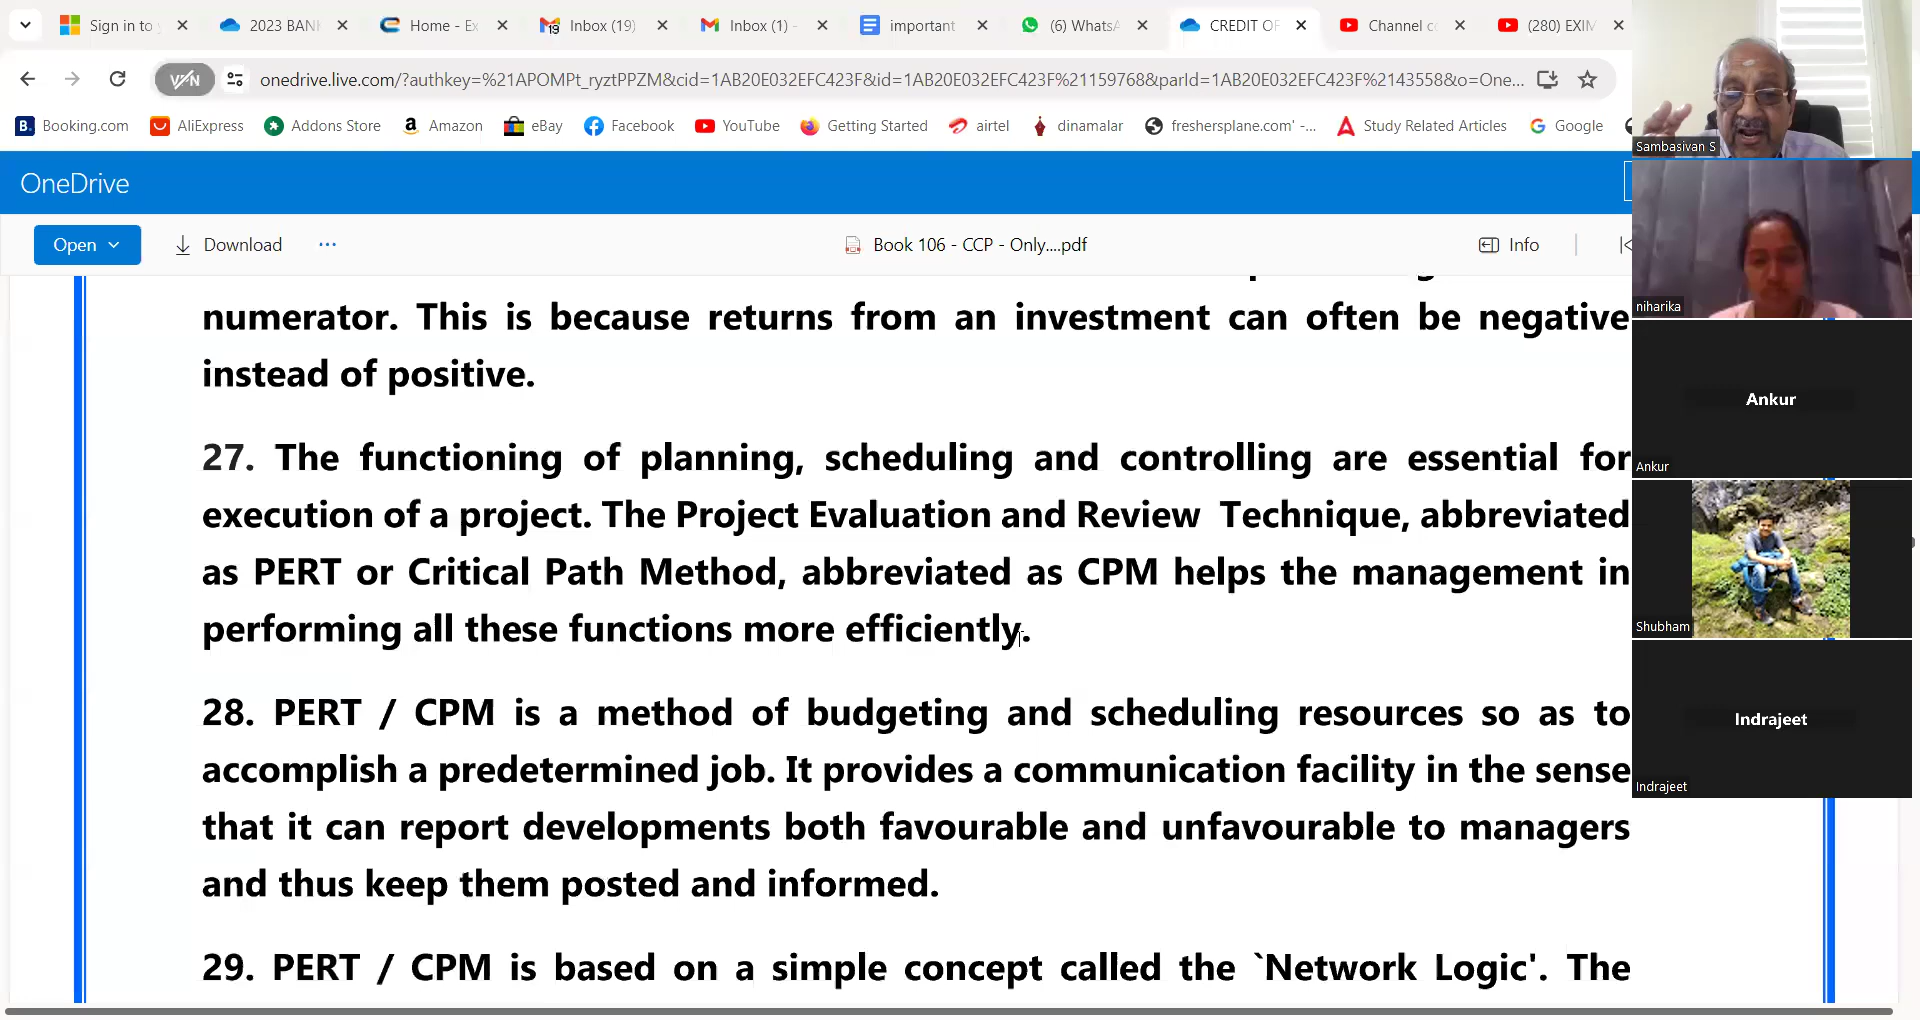 Sign in to
2023 BAN
Home - Ex
Inbox (19)
Inbox (1) -
important
(6) WhatsA
CREDIT OF
Channel c
(280) EXIM
VPN
onedrive.live.com/?authkey=%21APOMPt_ryztPPZM&cid=1AB20E032EFC423F&id=1AB20E032EFC423F%21159768&parId=1AB20E032EFC423F%2143558&o=One...
B. Booking.com
AliExpress
Addons Store
Amazon
eBay
Facebook
YouTube
Getting Started
airtel
dinamalar
freshersplane.com' -...
Study Related Articles
Google
OneDrive
Open
Download
...
Book 106 - CCP - Only....pdf
Info
numerator. This is because returns from an investment can often be negative
instead of positive.
27. The functioning of planning, scheduling and controlling are essential for
execution of a project. The Project Evaluation and Review Technique, abbreviated
as PERT or Critical Path Method, abbreviated as CPM helps the management in
performing all these functions more efficiently.
28. PERT / CPM is a method of budgeting and scheduling resources so as to
accomplish a predetermined job. It provides a communication facility in the sense
that it can report developments both favourable and unfavourable to managers
and thus keep them posted and informed.
29. PERT / CPM is based on a simple concept called the `Network Logic'. The
Sambasivan S
niharika
Ankur
Ankur
Shubham
Indrajeet
Indrajeet